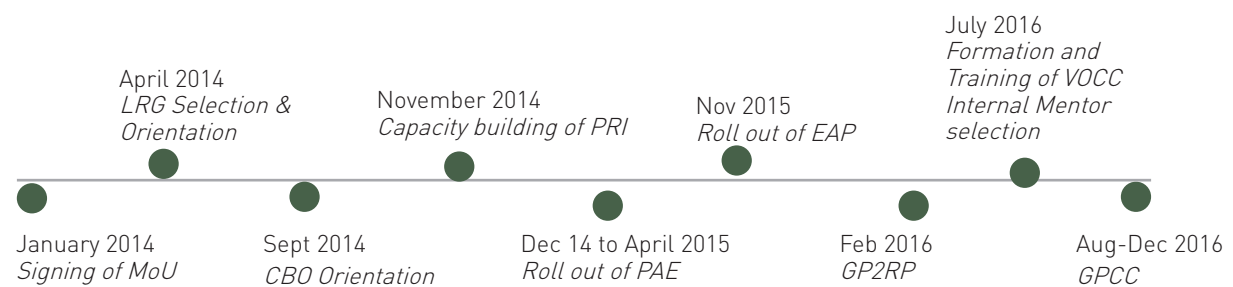 January 2014
Signing of MoU
April 2014
LRG Selection &
Orientation
Sept 2014
CBO Orientation
November 2014
Capacity building of PRI
Dec 14 to April 2015
Roll out of PAE
Nov 2015
Roll out of EAP
Feb 2016
GP2RP
July 2016
Formation and
Training of VOCC
Internal Mentor
selection
Aug-Dec 2016
GPCC